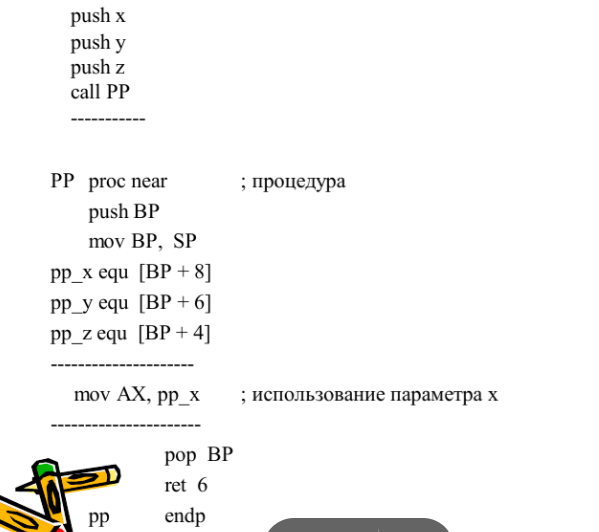 push x
push y
push z
call PP
-----------
PP proc near ; процедура
push BP
mov BP, SP
pp_x equ [BP + 8]
pp_y equ [BP + 6]
pp_z equ [BP + 4]
----------------------
mov AX, pp_x ; использование параметра x
-----------------------
pop BP
ret 6
pp endp